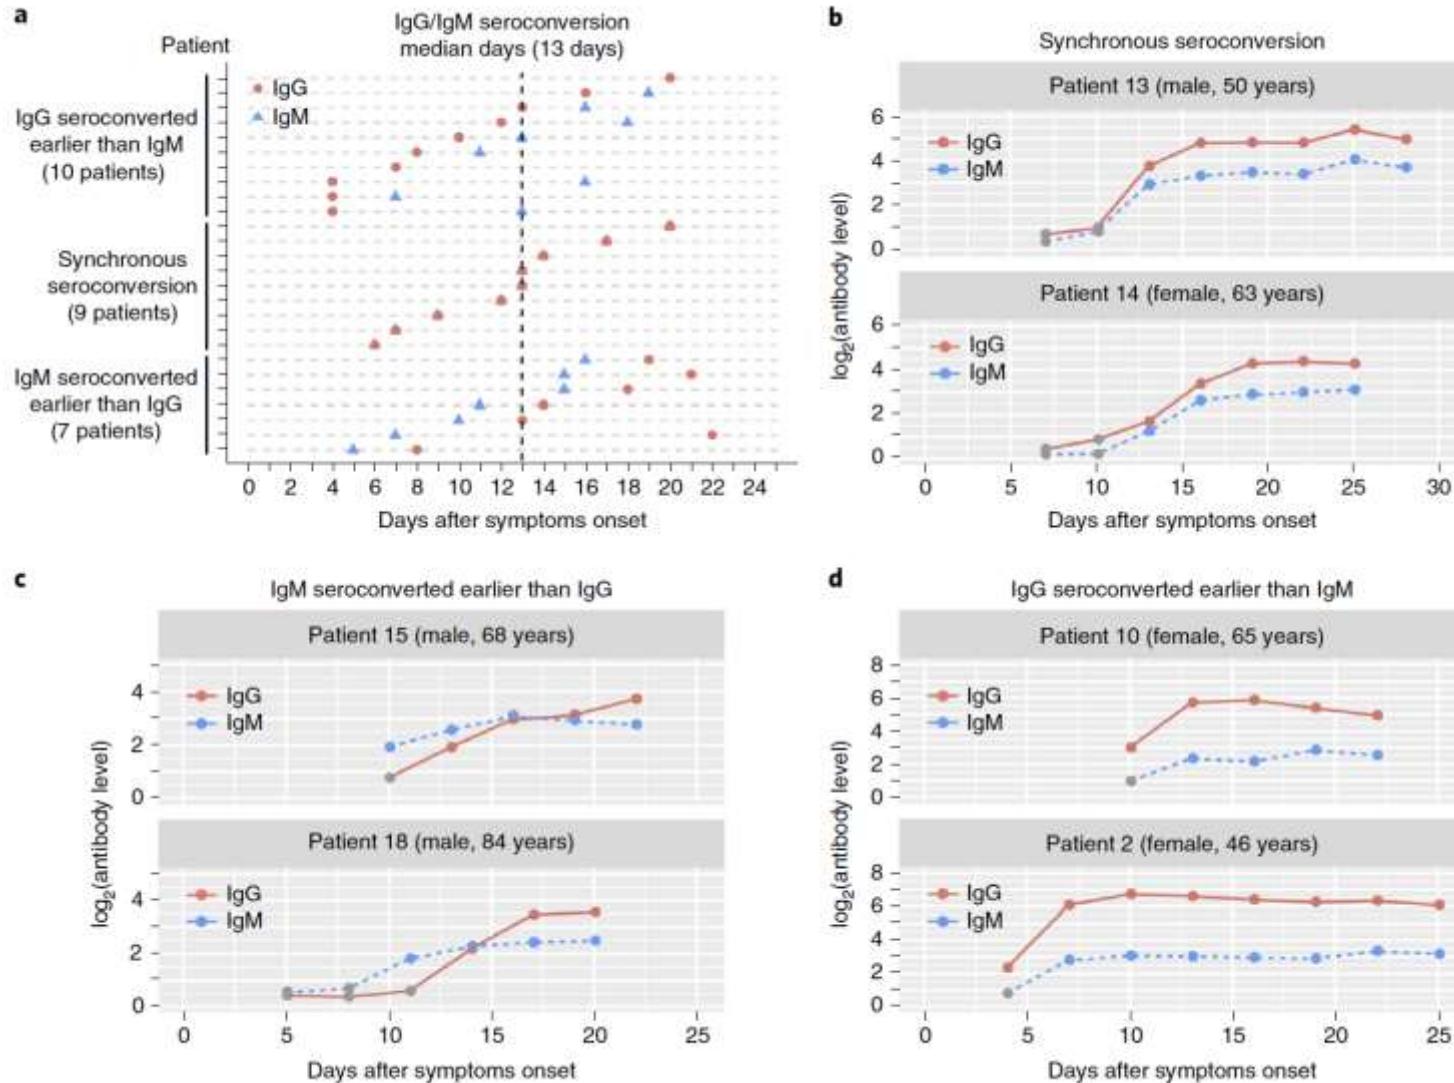 a
IgG/IgM seroconversion
median days (13 days)
Patient
IgG
IgM
IgG seroconverted
earlier than IgM
(10 patients)
Synchronous
seroconversion
(9 patients)
IgM seroconverted
earlier than IgG
(7 patients)
0 2 4 6 8 10 12 14 16 18 20 22 24
Days after symptoms onset
b
Synchronous seroconversion
Patient 13 (male, 50 years)
6
4
2
0
IgG
IgM
Patient 14 (female, 63 years)
6
4
2
0
IgG
IgM
log2(antibody level)
0 5 10 15 20 25 30
Days after symptoms onset
c
IgM seroconverted earlier than IgG
Patient 15 (male, 68 years)
4
2
0
IgG
IgM
Patient 18 (male, 84 years)
4
2
0
IgG
IgM
log2(antibody level)
0 5 10 15 20 25
Days after symptoms onset
d
IgG seroconverted earlier than IgM
Patient 10 (female, 65 years)
8
6
4
2
0
IgG
IgM
Patient 2 (female, 46 years)
8
6
4
2
0
IgG
IgM
log2(antibody level)
0 5 10 15 20 25
Days after symptoms onset